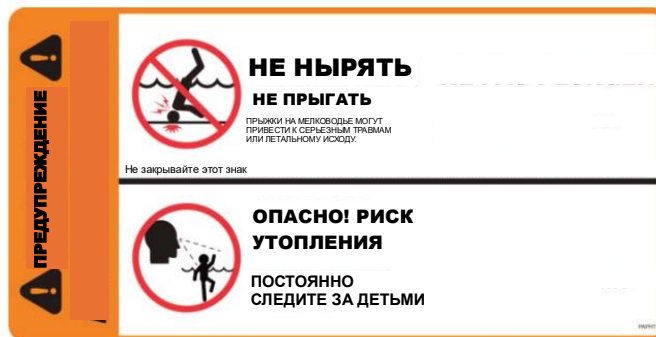 ПРЕДУПРЕЖДЕНИЕ
НЕ НЫРЯТЬ
НЕ ПРЫГАТЬ
ПРЫЖКИ НА МЕЛКОВОДЬЕ МОГУТ
ПРИВЕСТИ К СЕРЬЕЗНЫМ ТРАВМАМ
ИЛИ ЛЕТАЛЬНОМУ ИСХОДУ.
Не закрывайте этот знак
ОПАСНО! РИСК
УТОПЛЕНИЯ
ПОСТОЯННО
СЛЕДИТЕ ЗА ДЕТЬМИ